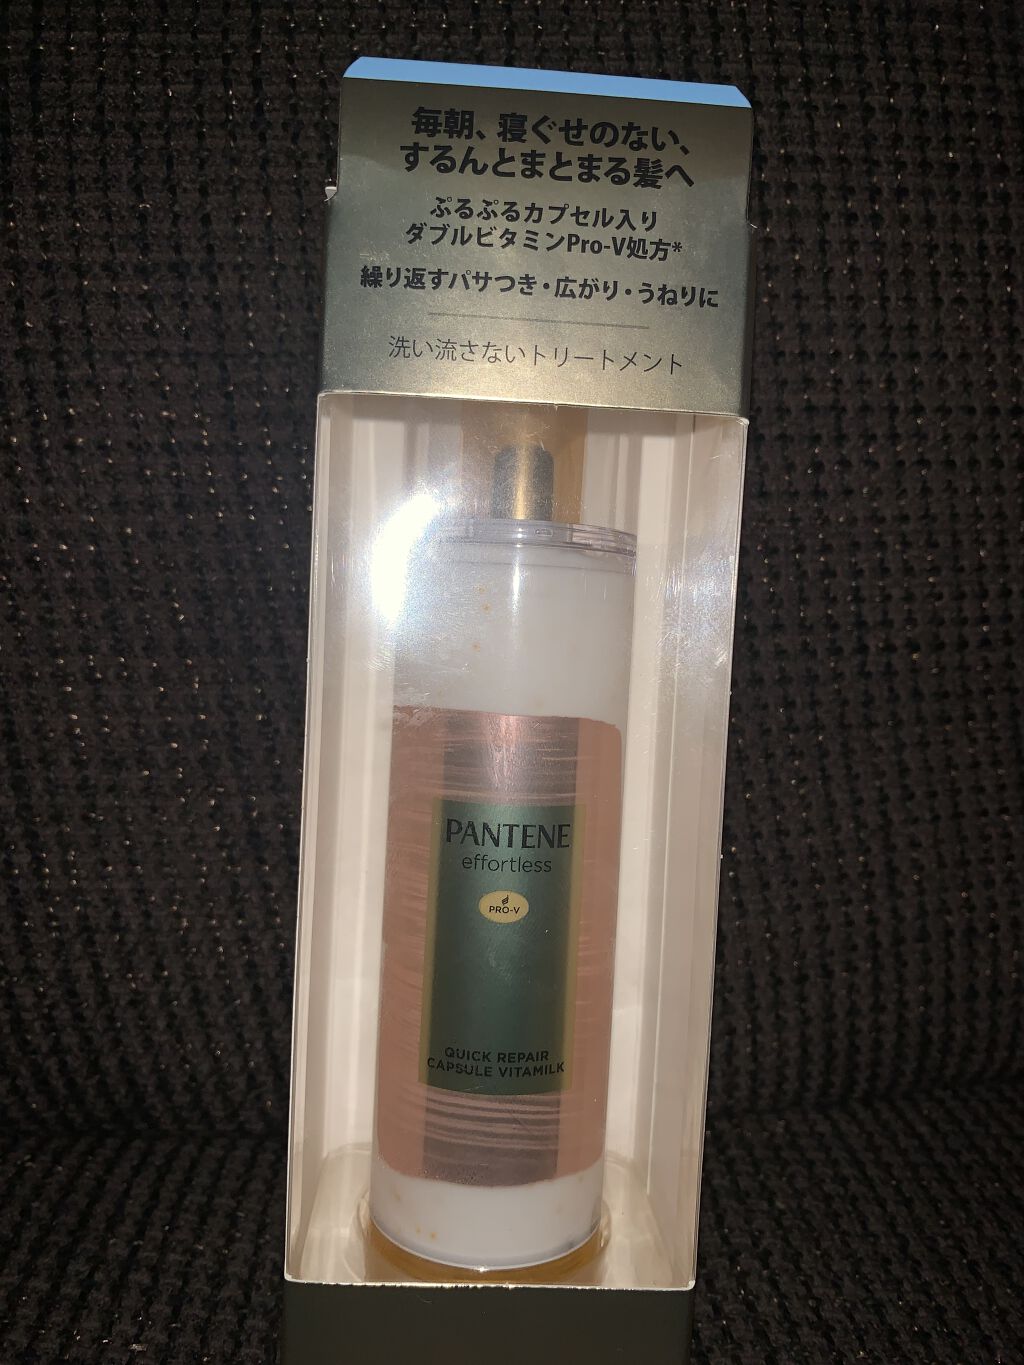 毎朝、寝ぐせのない、
するんとまとまる髪へ
ぷるぷるカプセル入り
ダブルビタミンPro-V処方*
繰り返すパサつき・広がり・うねりに
洗い流さないトリートメント
PANTENE
effortless
PRO-V
QUICK REPAIR
CAPSULE VITAMILK